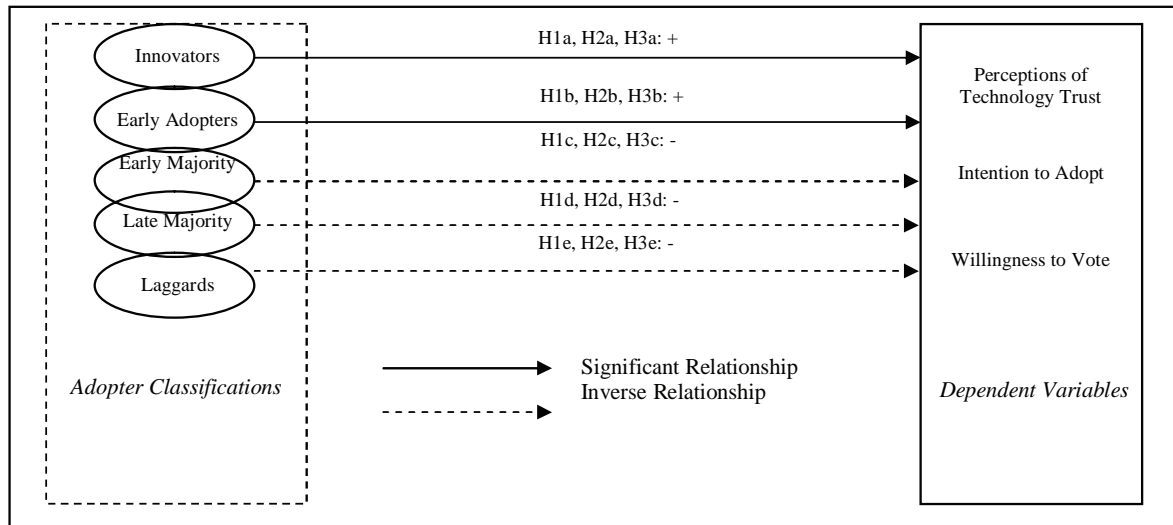 Innovators
Early Adopters
Early Majority
Late Majority
Laggards
Adopter Classifications
H1a, H2a, H3a: +
H1b, H2b, H3b: +
H1c, H2c, H3c: -
H1d, H2d, H3d: -
H1e, H2e, H3e: -
Significant Relationship
Inverse Relationship
Perceptions of
Technology Trust
Intention to Adopt
Willingness to Vote
Dependent Variables